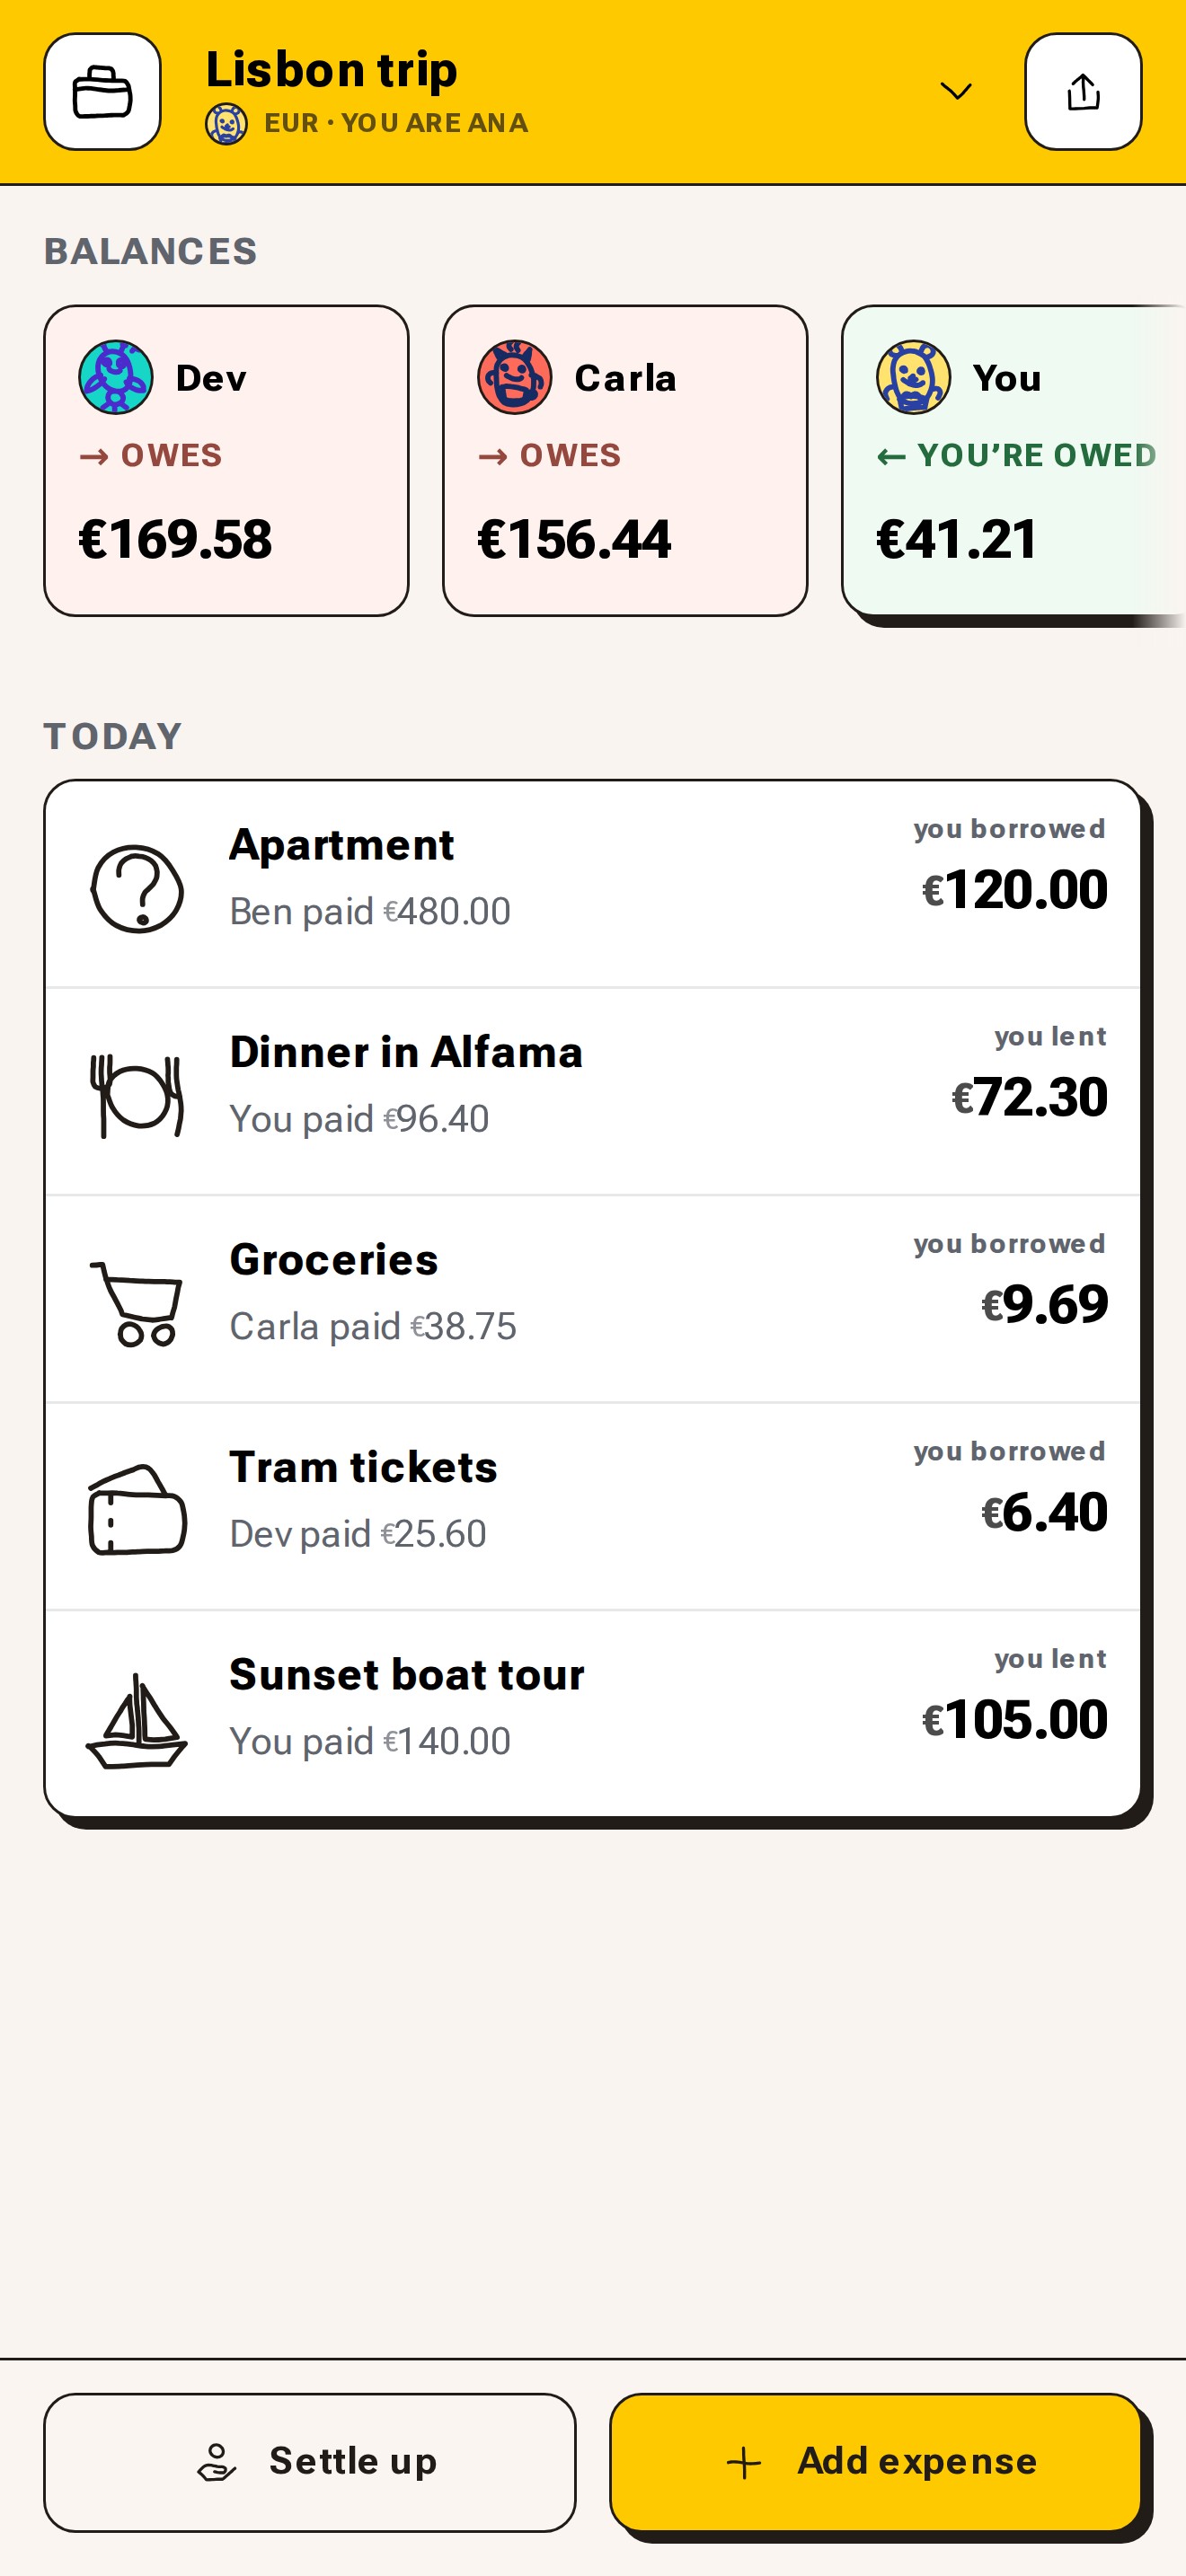 Lisbon trip
EUR · YOU ARE ANA
BALANCES
Dev
→ OWES
€169.58
Carla
→ OWES
€156.44
You
← YOU’RE OWED
€41.21
TODAY
Apartment
Ben paid €480.00
you borrowed
€120.00
Dinner in Alfama
You paid €96.40
you lent
€72.30
Groceries
Carla paid €38.75
you borrowed
€9.69
Tram tickets
Dev paid €25.60
you borrowed
€6.40
Sunset boat tour
You paid €140.00
you lent
€105.00
Settle up
Add expense